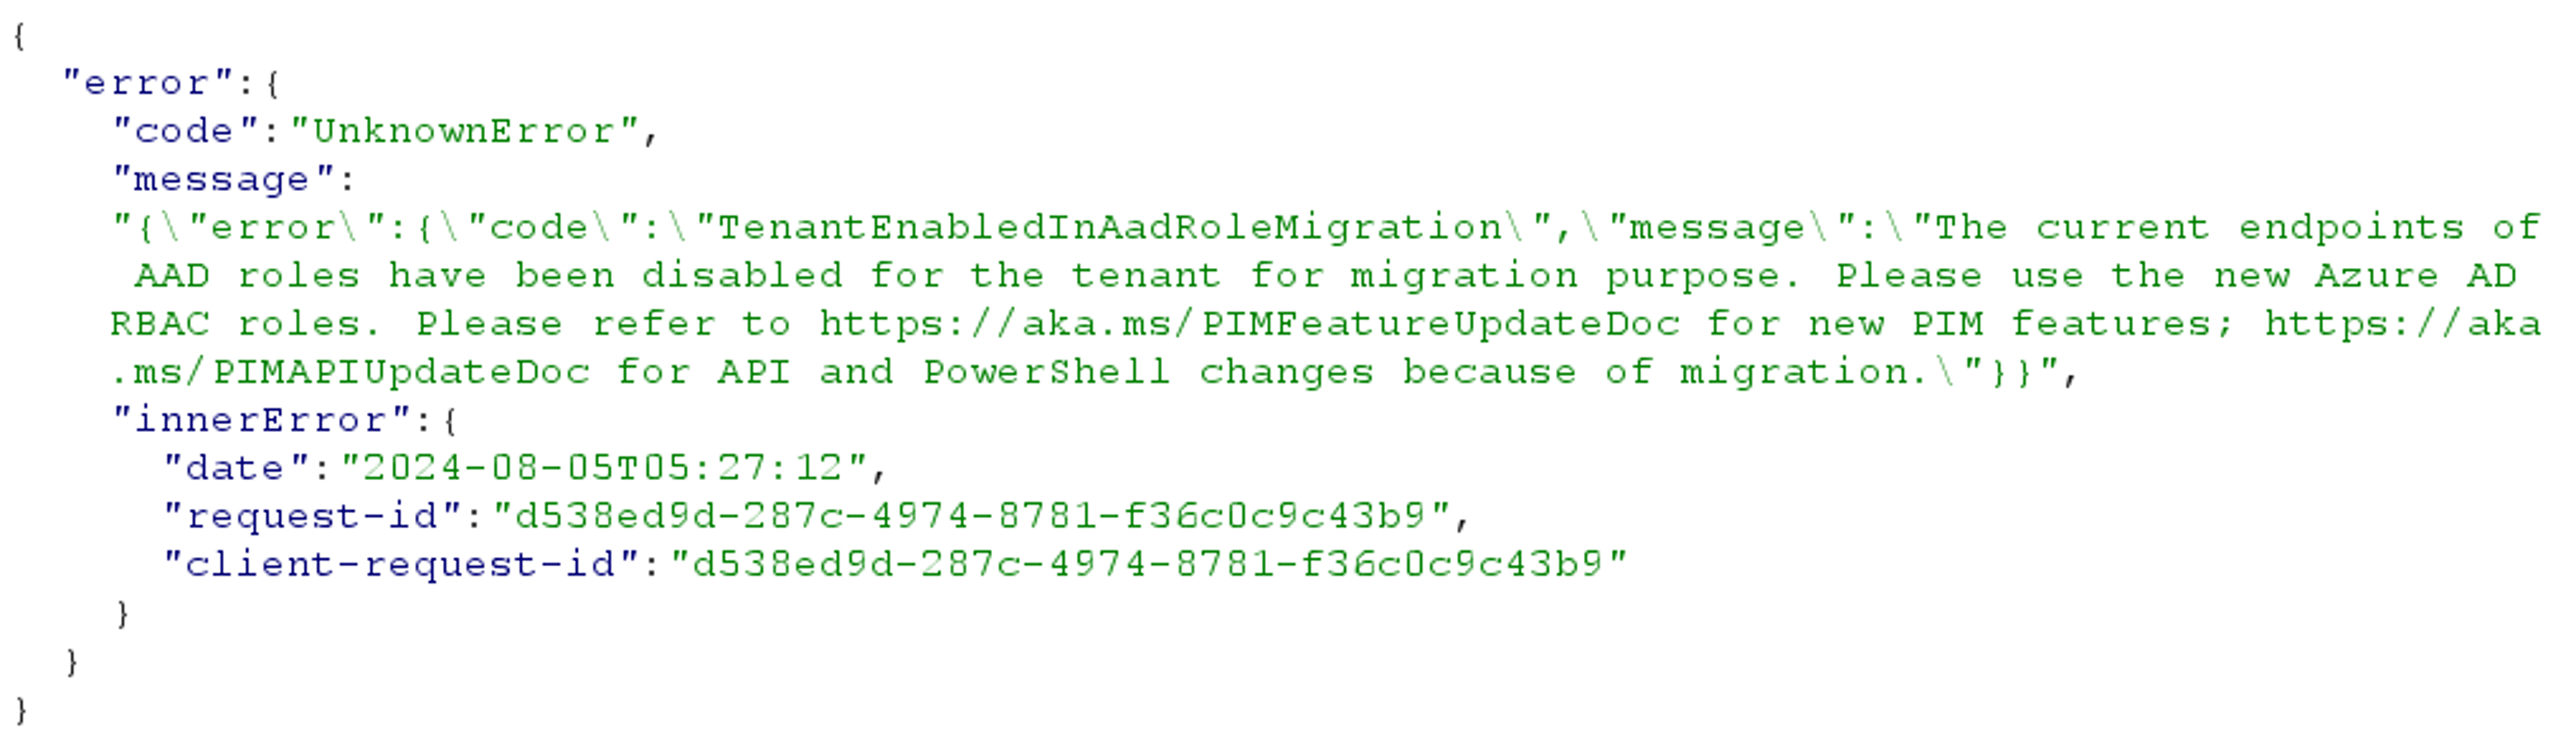 {
"error":{
"code":"UnknownError",
"message":
"{\"error\":{\"code\":\"TenantEnabledInAadRoleMigration\",\"message\":\"The current endpoints of
AAD roles have been disabled for the tenant for migration purpose. Please use the new Azure AD
RBAC roles. Please refer to https://aka.ms/PIMFeatureUpdateDoc for new PIM features; https://aka
.ms/PIMAPIUpdateDoc for API and PowerShell changes because of migration.\"}}",
"innerError":{
"date":"2024-08-05T05:27:12",
"request-id":"d538ed9d-287c-4974-8781-f36c0c9c43b9",
"client-request-id":"d538ed9d-287c-4974-8781-f36c0c9c43b9"
}
}
}